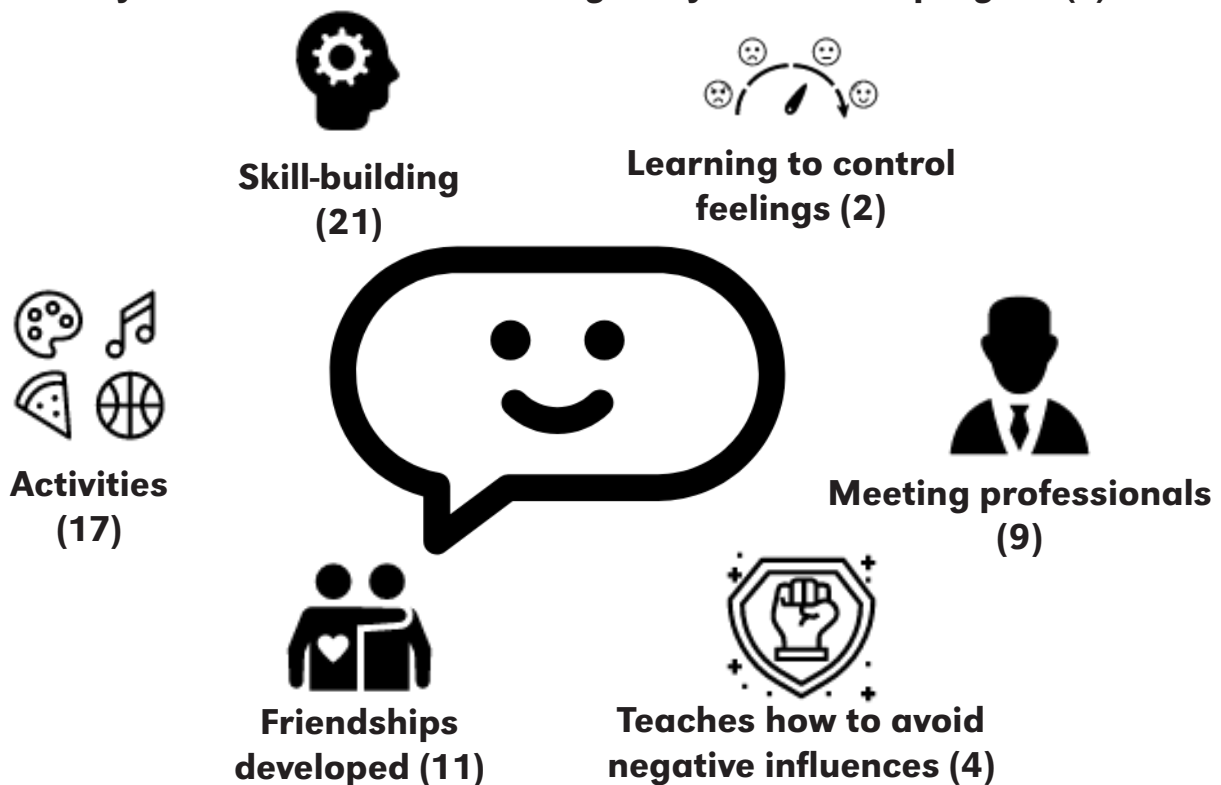 Skill-building
(21)
Learning to control
feelings (2)
Activities
(17)
Meeting professionals
(9)
Friendships
developed (11)
Teaches how to avoid
negative influences (4)